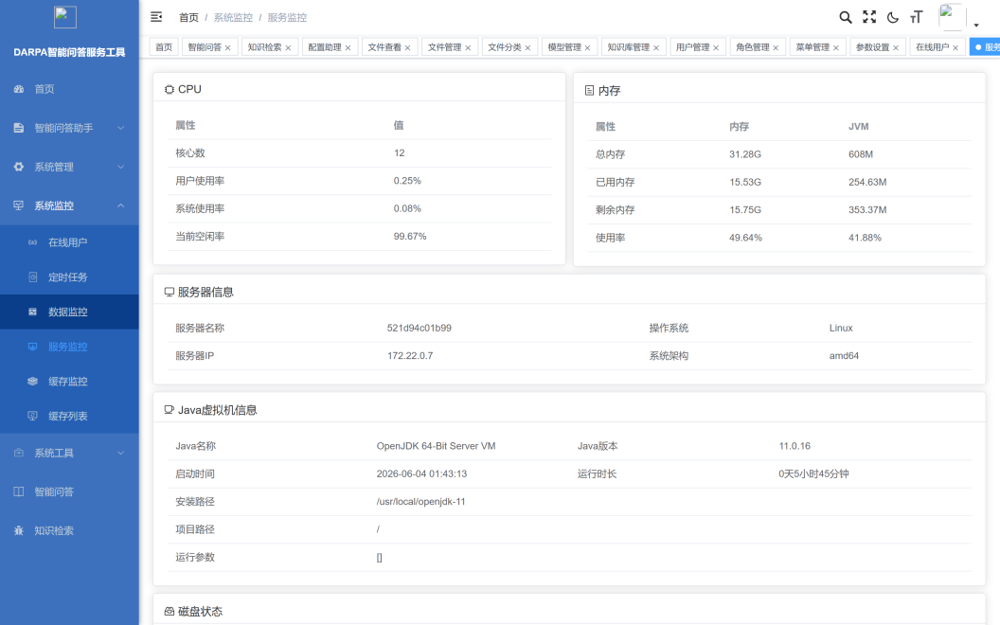 DARPA智能问答服务工具
首页
智能问答助手
系统管理
系统监控
在线用户
定时任务
数据监控
服务监控
缓存监控
缓存列表
系统工具
智能问答
知识检索
首页 / 系统监控 / 服务监控
首页 智能问答 × 知识检索 × 配置助理 × 文件查看 × 文件管理 × 文件分类 × 模型管理 × 知识库管理 × 用户管理 × 角色管理 × 菜单管理 × 参数设置 × 在线用户 × 服务
CPU
属性 值
核心数 12
用户使用率 0.25%
系统使用率 0.08%
当前空闲率 99.67%
内存
属性 内存 JVM
总内存 31.28G 608M
已用内存 15.53G 254.63M
剩余内存 15.75G 353.37M
使用率 49.64% 41.88%
服务器信息
服务器名称 521d94c01b99 操作系统 Linux
服务器IP 172.22.0.7 系统架构 amd64
Java虚拟机信息
Java名称 OpenJDK 64-Bit Server VM Java版本 11.0.16
启动时间 2026-06-04 01:43:13 运行时长 0天5小时45分钟
安装路径 /usr/local/openjdk-11
项目路径 /
运行参数 []
磁盘状态